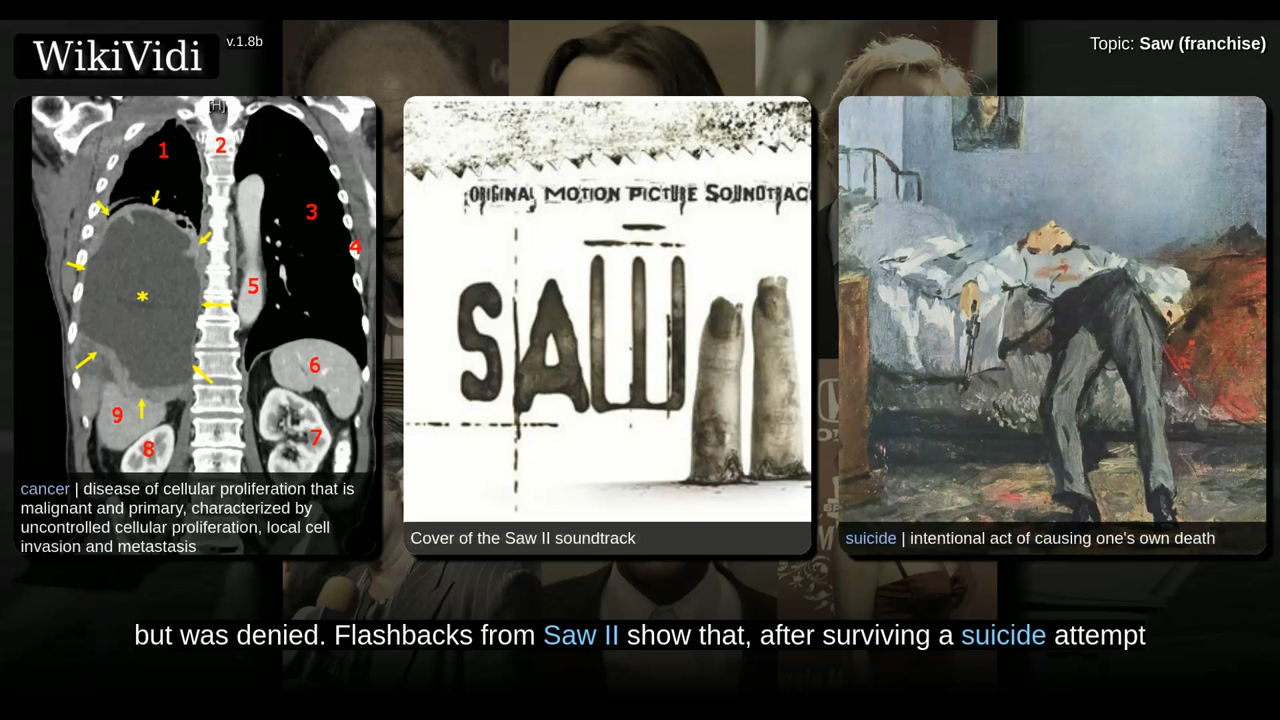 WikiVidi
v.1.8b
Topic: Saw (franchise)
[H]
1
2
3
4
5
*
6
7
8
9
cancer | disease of cellular proliferation that is
malignant and primary, characterized by
uncontrolled cellular proliferation, local cell
invasion and metastasis
ORIGINAL MOTION PICTURE SOUNDTRAC
SAW
Cover of the Saw II soundtrack
suicide | intentional act of causing one's own death
but was denied. Flashbacks from Saw II show that, after surviving a suicide attempt